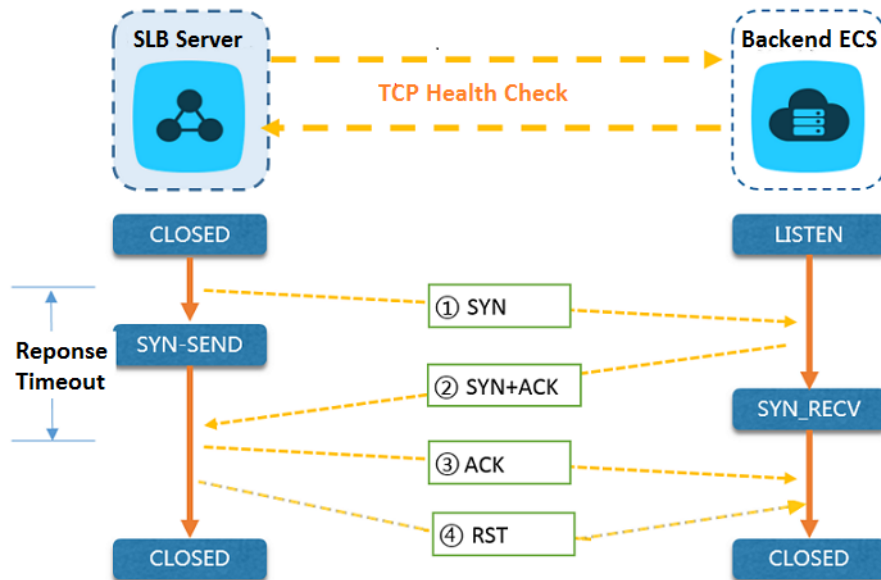 SLB Server
Backend ECS
TCP Health Check
CLOSED
LISTEN
① SYN
SYN-SEND
Reponse
Timeout
② SYN+ACK
SYN_RECV
③ ACK
④ RST
CLOSED
CLOSED